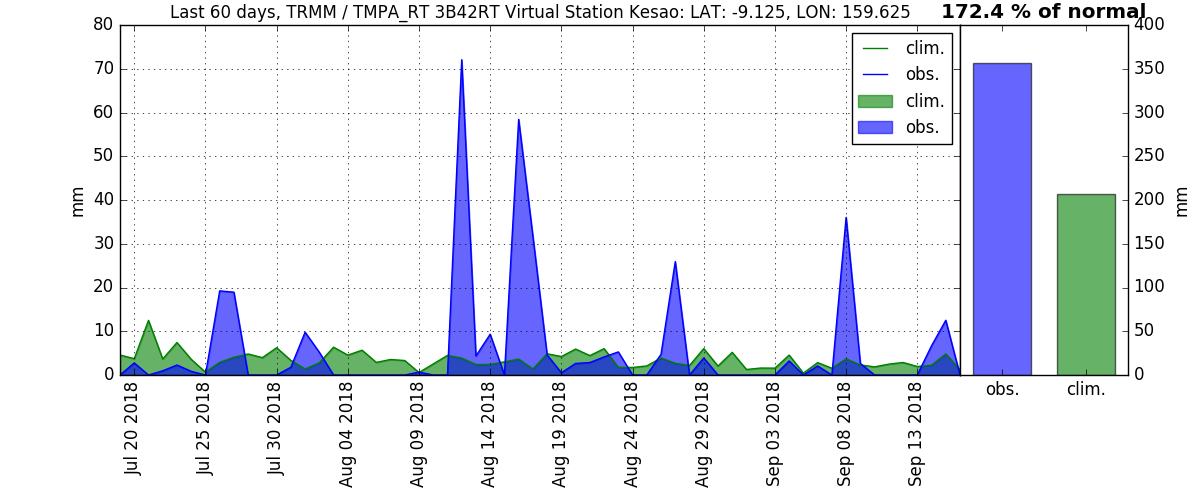 Last 60 days, TRMM / TMPA_RT 3B42RT Virtual Station Kesao: LAT: -9.125, LON: 159.625
172.4 % of normal
80
70
60
50
40
30
20
10
0
mm
clim.
obs.
clim.
obs.
400
350
300
250
200
150
100
50
0
mm
obs.
clim.
Jul 20 2018
Jul 25 2018
Jul 30 2018
Aug 04 2018
Aug 09 2018
Aug 14 2018
Aug 19 2018
Aug 24 2018
Aug 29 2018
Sep 03 2018
Sep 08 2018
Sep 13 2018